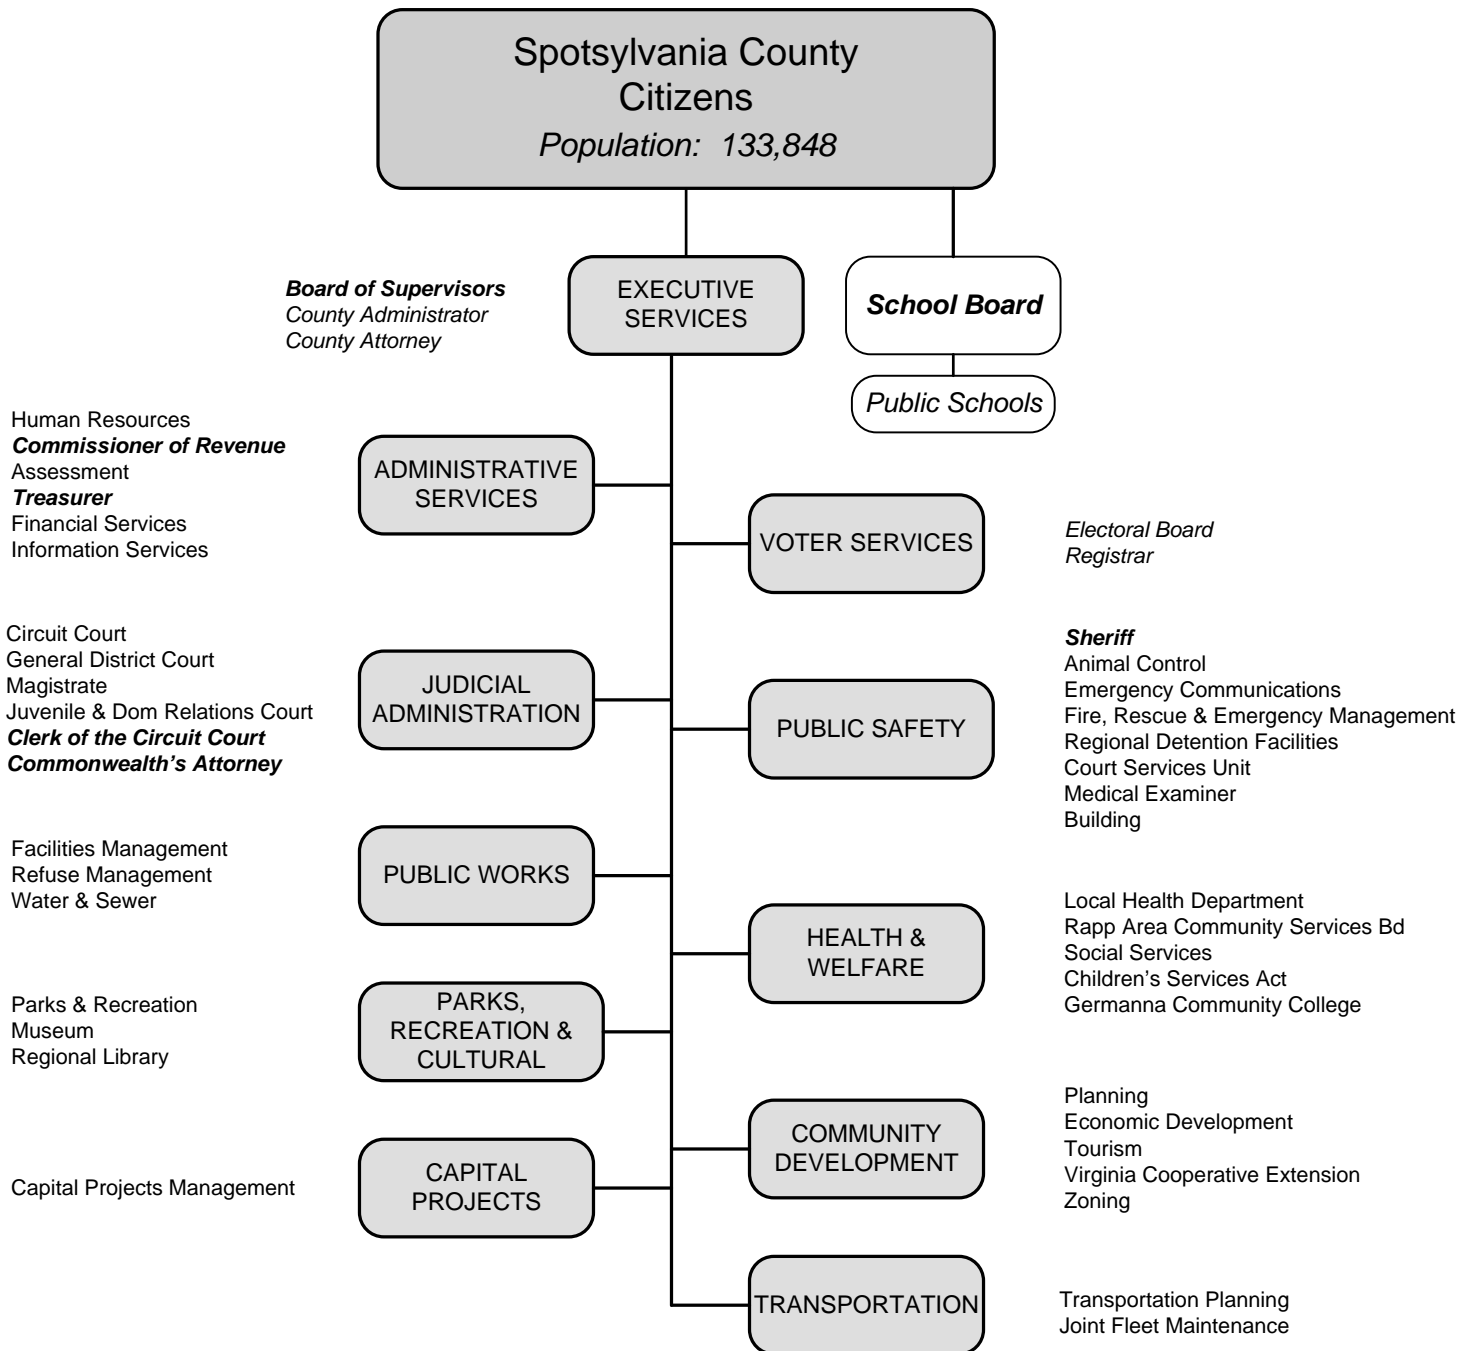 Spotsylvania County
Citizens
Population: 133,848
Board of Supervisors
County Administrator
County Attorney
EXECUTIVE
SERVICES
School Board
Public Schools
Human Resources
Commissioner of Revenue
Assessment
Treasurer
Financial Services
Information Services
ADMINISTRATIVE
SERVICES
VOTER SERVICES
Electoral Board
Registrar
Circuit Court
General District Court
Magistrate
Juvenile & Dom Relations Court
Clerk of the Circuit Court
Commonwealth's Attorney
JUDICIAL
ADMINISTRATION
PUBLIC SAFETY
Sheriff
Animal Control
Emergency Communications
Fire, Rescue & Emergency Management
Regional Detention Facilities
Court Services Unit
Medical Examiner
Building
Facilities Management
Refuse Management
Water & Sewer
PUBLIC WORKS
HEALTH &
WELFARE
Local Health Department
Rapp Area Community Services Bd
Social Services
Children's Services Act
Germanna Community College
Parks & Recreation
Museum
Regional Library
PARKS,
RECREATION &
CULTURAL
COMMUNITY
DEVELOPMENT
Planning
Economic Development
Tourism
Virginia Cooperative Extension
Zoning
Capital Projects Management
CAPITAL
PROJECTS
TRANSPORTATION
Transportation Planning
Joint Fleet Maintenance